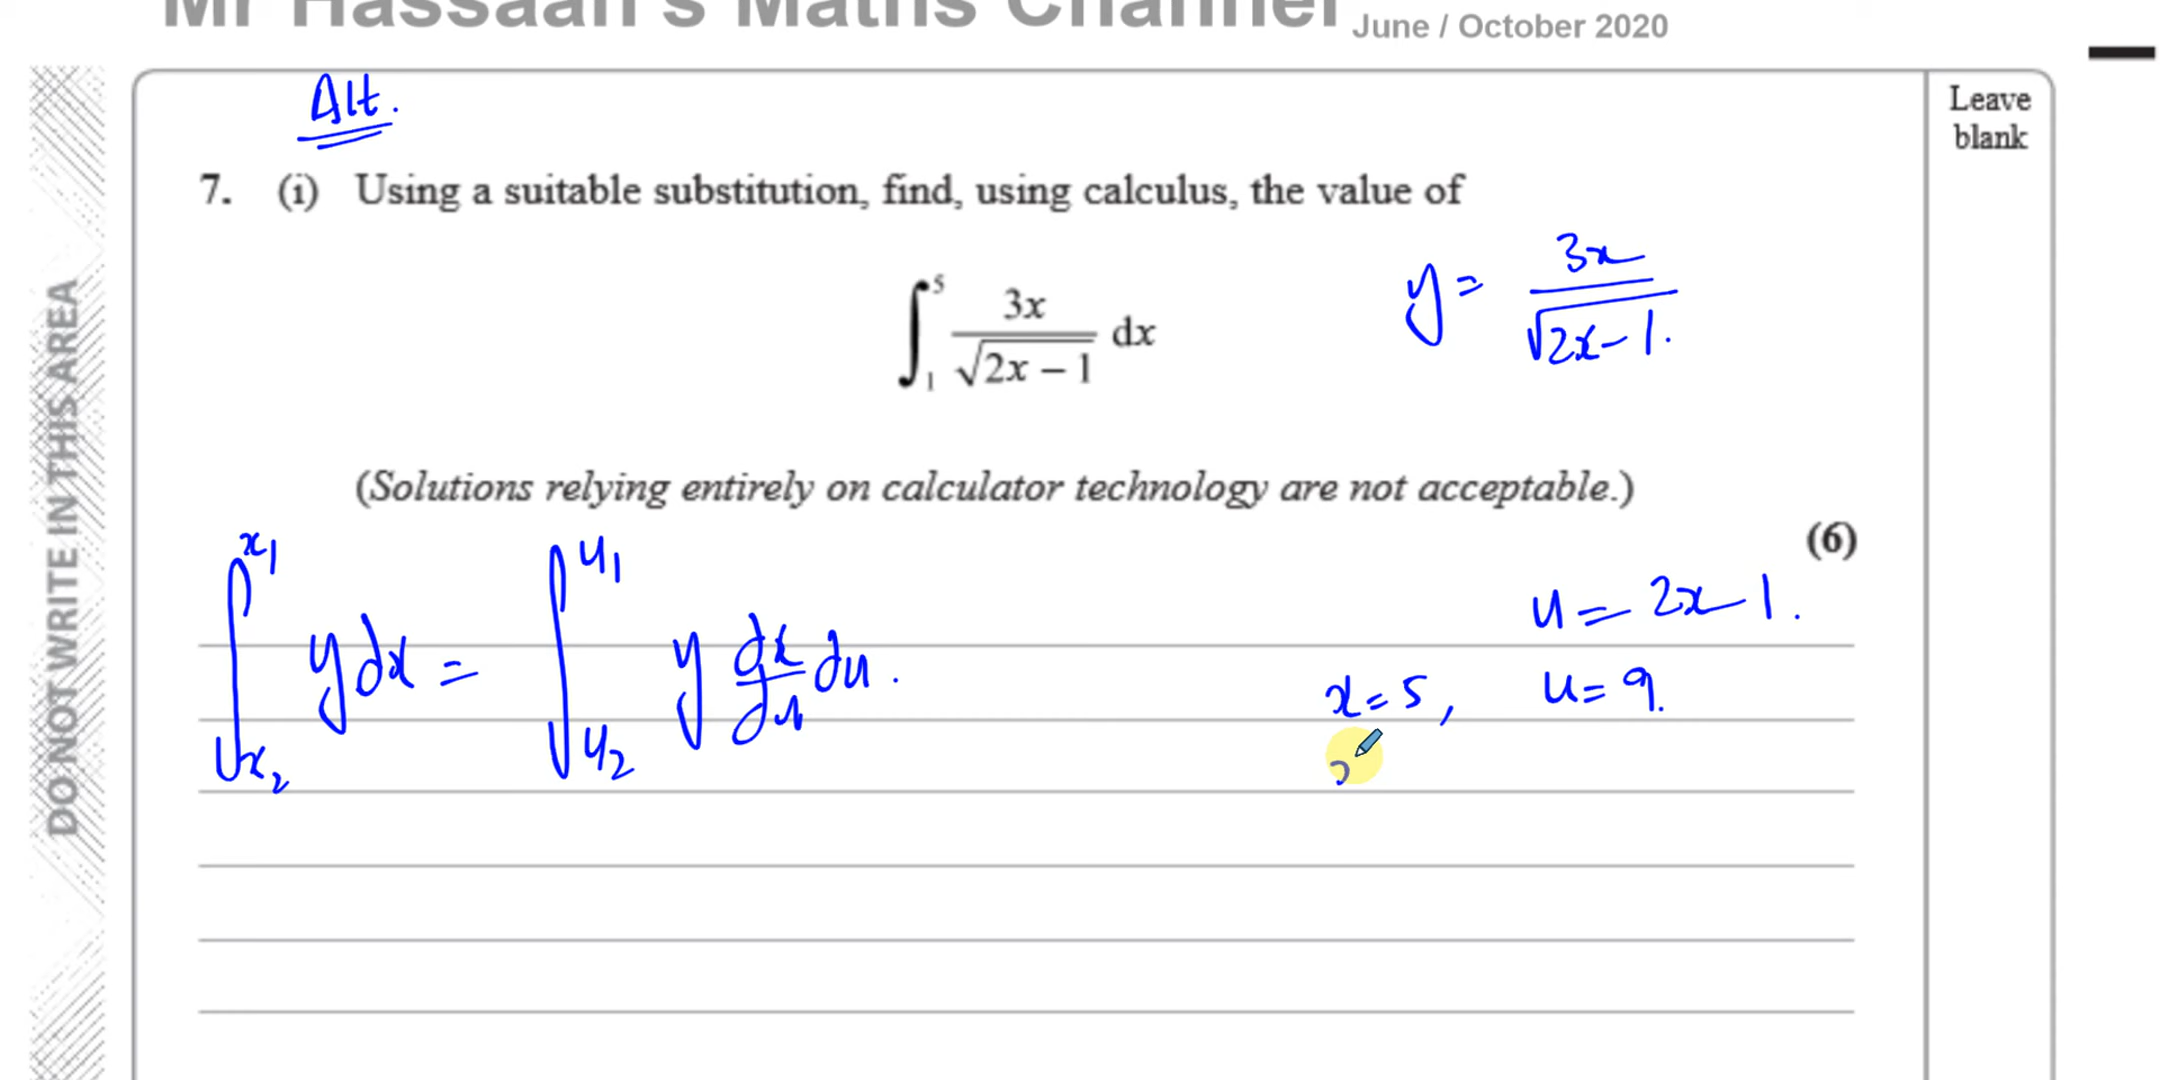 Mr Hassaan's Maths Channel
June / October 2020
Alt.
Leave
blank
7. (i) Using a suitable substitution, find, using calculus, the value of
∫₁⁵ 3x/√(2x – 1) dx
y = 3x/√(2x-1).
(Solutions relying entirely on calculator technology are not acceptable.)
(6)
∫_{x₂}^{x₁} y dx = ∫_{u₂}^{u₁} y dx/du du.
u = 2x-1.
x = 5, u = 9.
DO NOT WRITE IN THIS AREA